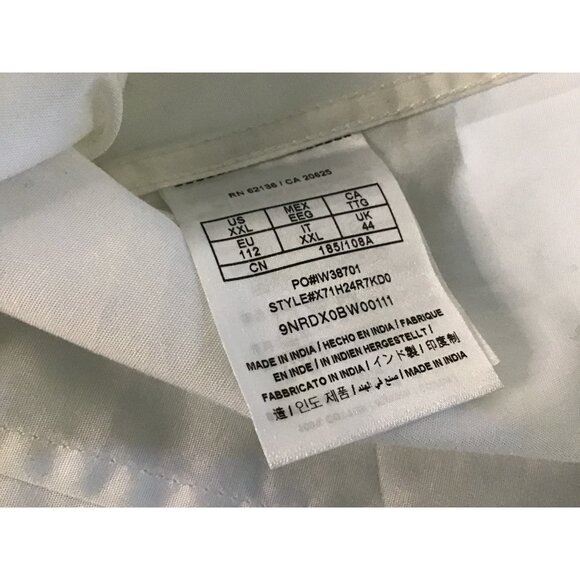 RN 62136 / CA 20625
US MEX CA
XXL EEG TTG
EU IT UK
112 XXL 44
CN 185/108A
PO#IW38701
STYLE#X71H24R7KD0
9NRDX0BW00111
MADE IN INDIA / HECHO EN INDIA / FABRIQUE
EN INDE / IN INDIEN HERGESTELLT /
FABBRICATO IN INDIA / インド製 / 印度制
造 / 인도 제품 / صنع في الهند / MADE IN INDIA